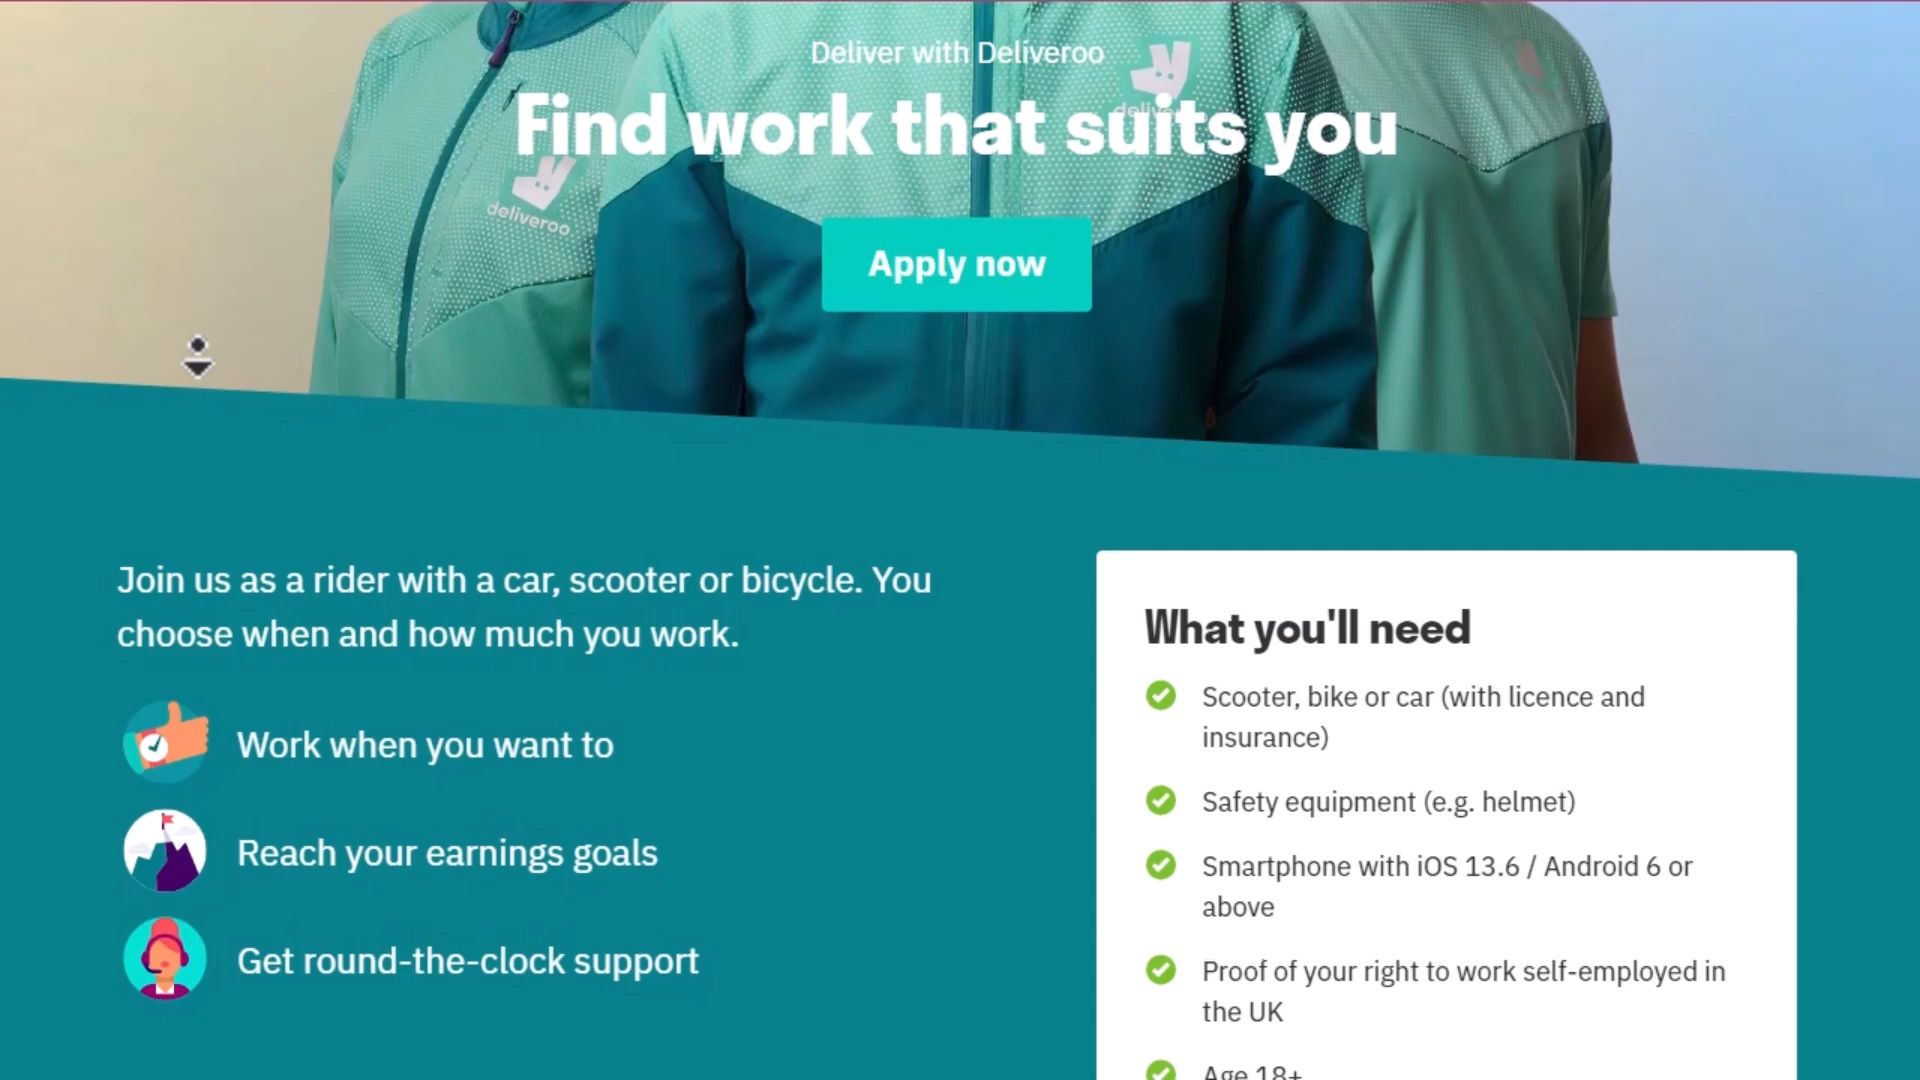 Deliver with Deliveroo
Find work that suits you
deliveroo
Apply now
Join us as a rider with a car, scooter or bicycle. You
choose when and how much you work.
Work when you want to
Reach your earnings goals
Get round-the-clock support
What you'll need
Scooter, bike or car (with licence and
insurance)
Safety equipment (e.g. helmet)
Smartphone with iOS 13.6 / Android 6 or
above
Proof of your right to work self-employed in
the UK
Age 18+